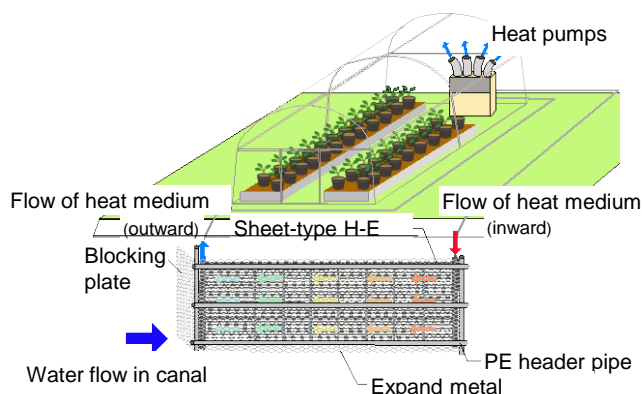 Heat pumps
Flow of heat medium
(outward)
Flow of heat medium
(inward)
Sheet-type H-E
Blocking
plate
Water flow in canal
PE header pipe
Expand metal